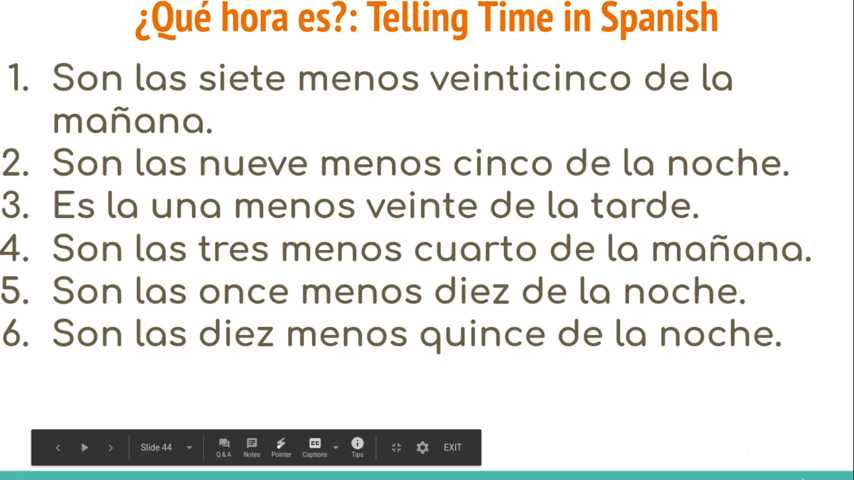 ¿Qué hora es?: Telling Time in Spanish
1. Son las siete menos veinticinco de la
mañana.
2. Son las nueve menos cinco de la noche.
3. Es la una menos veinte de la tarde.
4. Son las tres menos cuarto de la mañana.
5. Son las once menos diez de la noche.
6. Son las diez menos quince de la noche.
Slide 44 Q & A Notes Pointer CC Captions Tips EXIT